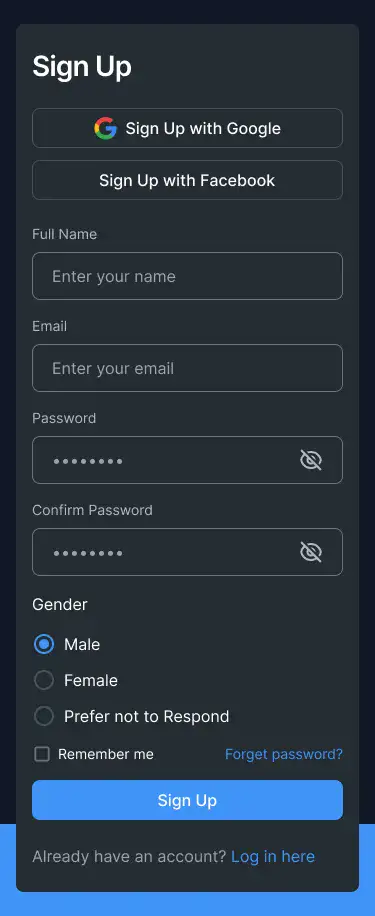 Sign Up
Sign Up with Google
Sign Up with Facebook
Full Name
Enter your name
Email
Enter your email
Password
••••••••
Confirm Password
••••••••
Gender
Male
Female
Prefer not to Respond
Remember me Forget password?
Sign Up
Already have an account? Log in here